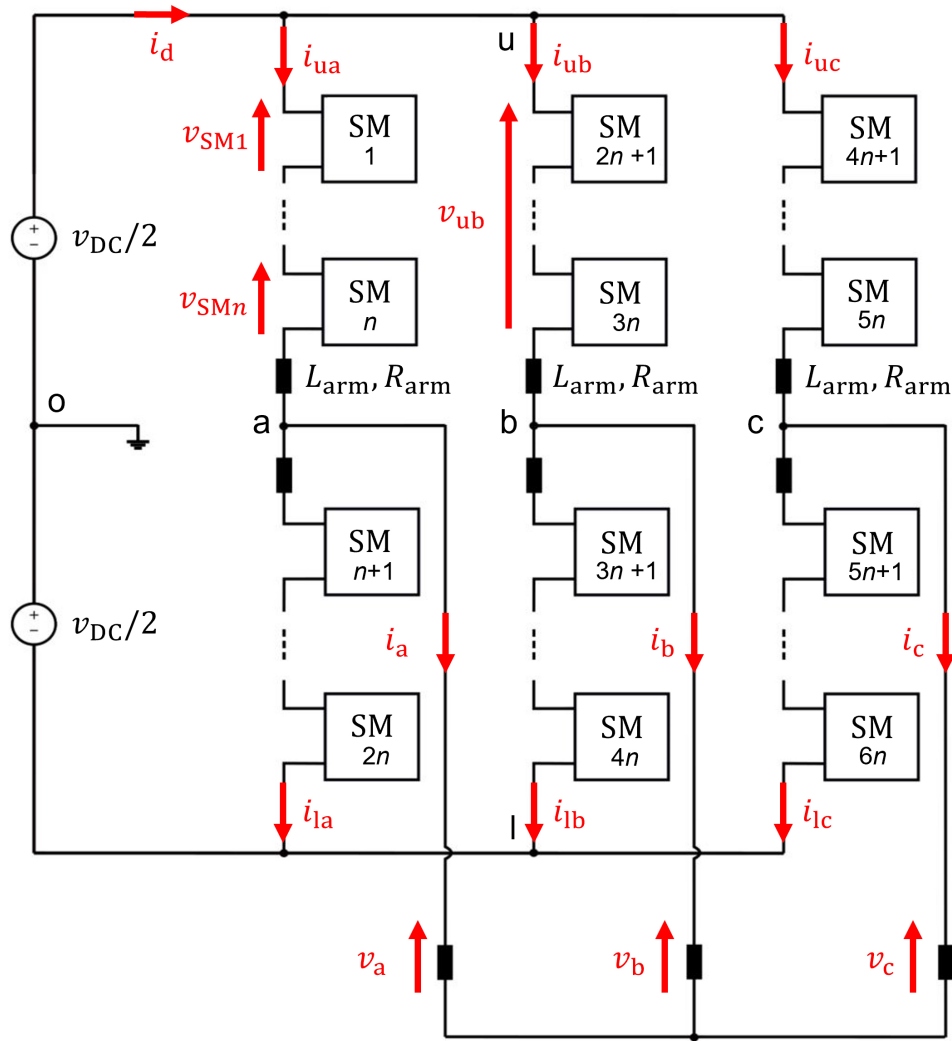 u
i_d
i_ua
i_ub
i_uc
v_SM1
SM
1
SM
2n +1
SM
4n+1
v_ub
v_DC/2
v_SMn
SM
n
SM
3n
SM
5n
L_arm, R_arm
L_arm, R_arm
L_arm, R_arm
o
a
b
c
SM
n+1
SM
3n +1
SM
5n+1
v_DC/2
i_a
i_b
i_c
SM
2n
SM
4n
SM
6n
i_la
l
i_lb
i_lc
v_a
v_b
v_c